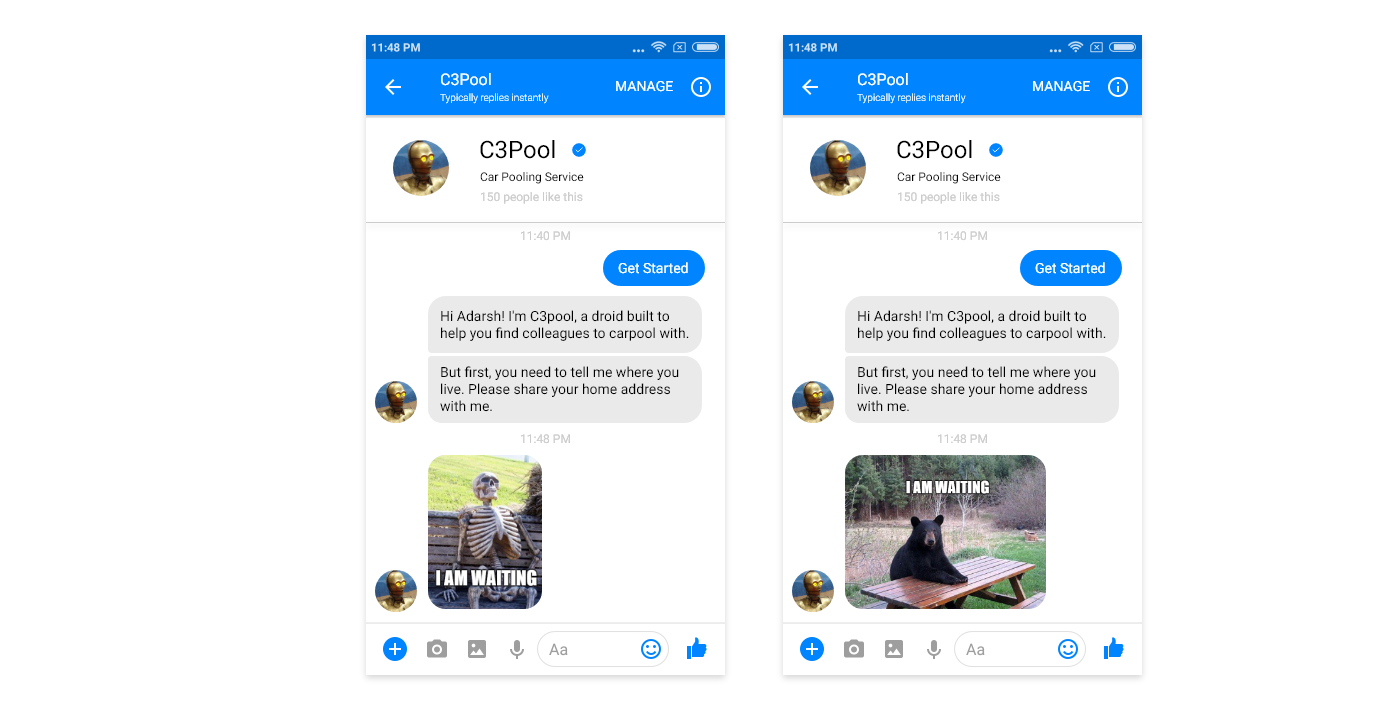 11:48 PM
C3Pool
Typically replies instantly
MANAGE
C3Pool
Car Pooling Service
150 people like this
11:40 PM
Get Started
Hi Adarsh! I'm C3pool, a droid built to
help you find colleagues to carpool with.
But first, you need to tell me where you
live. Please share your home address
with me.
11:48 PM
I AM WAITING
Aa
11:48 PM
C3Pool
Typically replies instantly
MANAGE
C3Pool
Car Pooling Service
150 people like this
11:40 PM
Get Started
Hi Adarsh! I'm C3pool, a droid built to
help you find colleagues to carpool with.
But first, you need to tell me where you
live. Please share your home address
with me.
11:48 PM
I AM WAITING
Aa